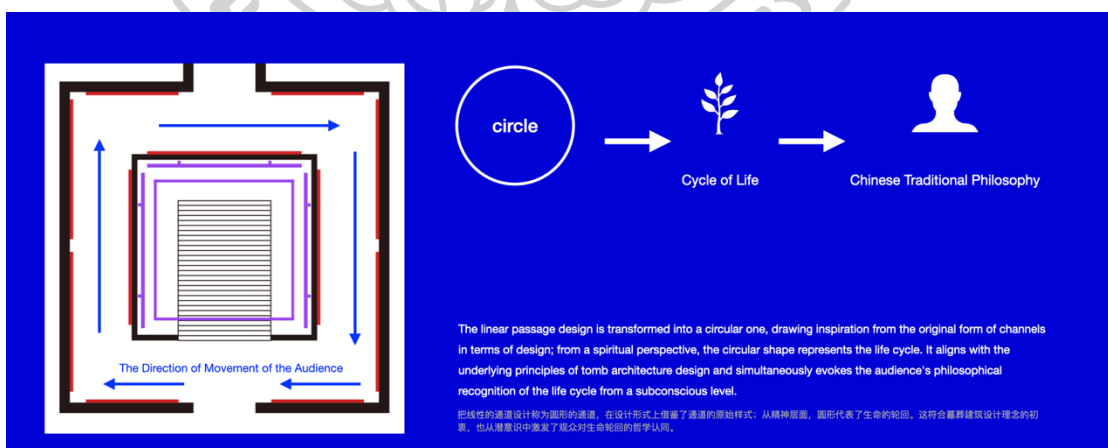 circle
Cycle of Life
Chinese Traditional Philosophy
The Direction of Movement of the Audience
The linear passage design is transformed into a circular one, drawing inspiration from the original form of channels
in terms of design; from a spiritual perspective, the circular shape represents the life cycle. It aligns with the
underlying principles of tomb architecture design and simultaneously evokes the audience's philosophical
recognition of the life cycle from a subconscious level.
把线性的通道设计称为圆形的通道，在设计形式上借鉴了通道的原始样式；从精神层面，圆形代表了生命的轮回。这符合墓葬建筑设计理念的初
衷，也从潜意识中激发了观众对生命轮回的哲学认同。